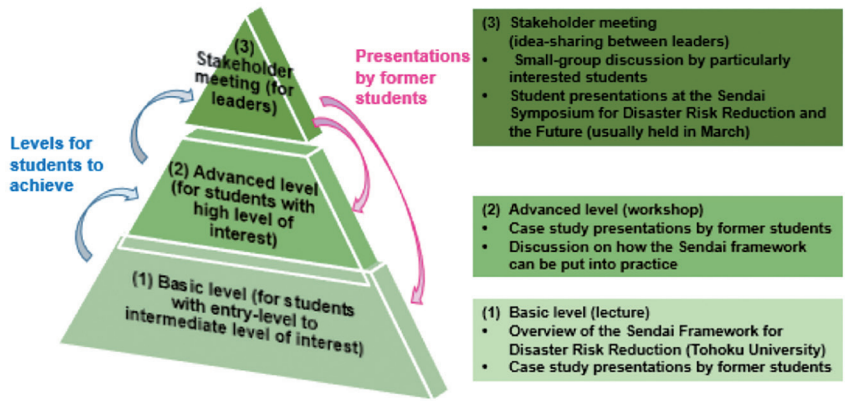 (3)
Stakeholder
meeting (for
leaders)
Presentations
by former
students
Levels for
students to
achieve
(2) Advanced level
(for students with
high level of
interest)
(1) Basic level (for students
with entry-level to
intermediate level of interest)
(3) Stakeholder meeting
(idea-sharing between leaders)
• Small-group discussion by particularly
interested students
• Student presentations at the Sendai
Symposium for Disaster Risk Reduction and
the Future (usually held in March)
(2) Advanced level (workshop)
• Case study presentations by former students
• Discussion on how the Sendai framework
can be put into practice
(1) Basic level (lecture)
• Overview of the Sendai Framework for
Disaster Risk Reduction (Tohoku University)
• Case study presentations by former students